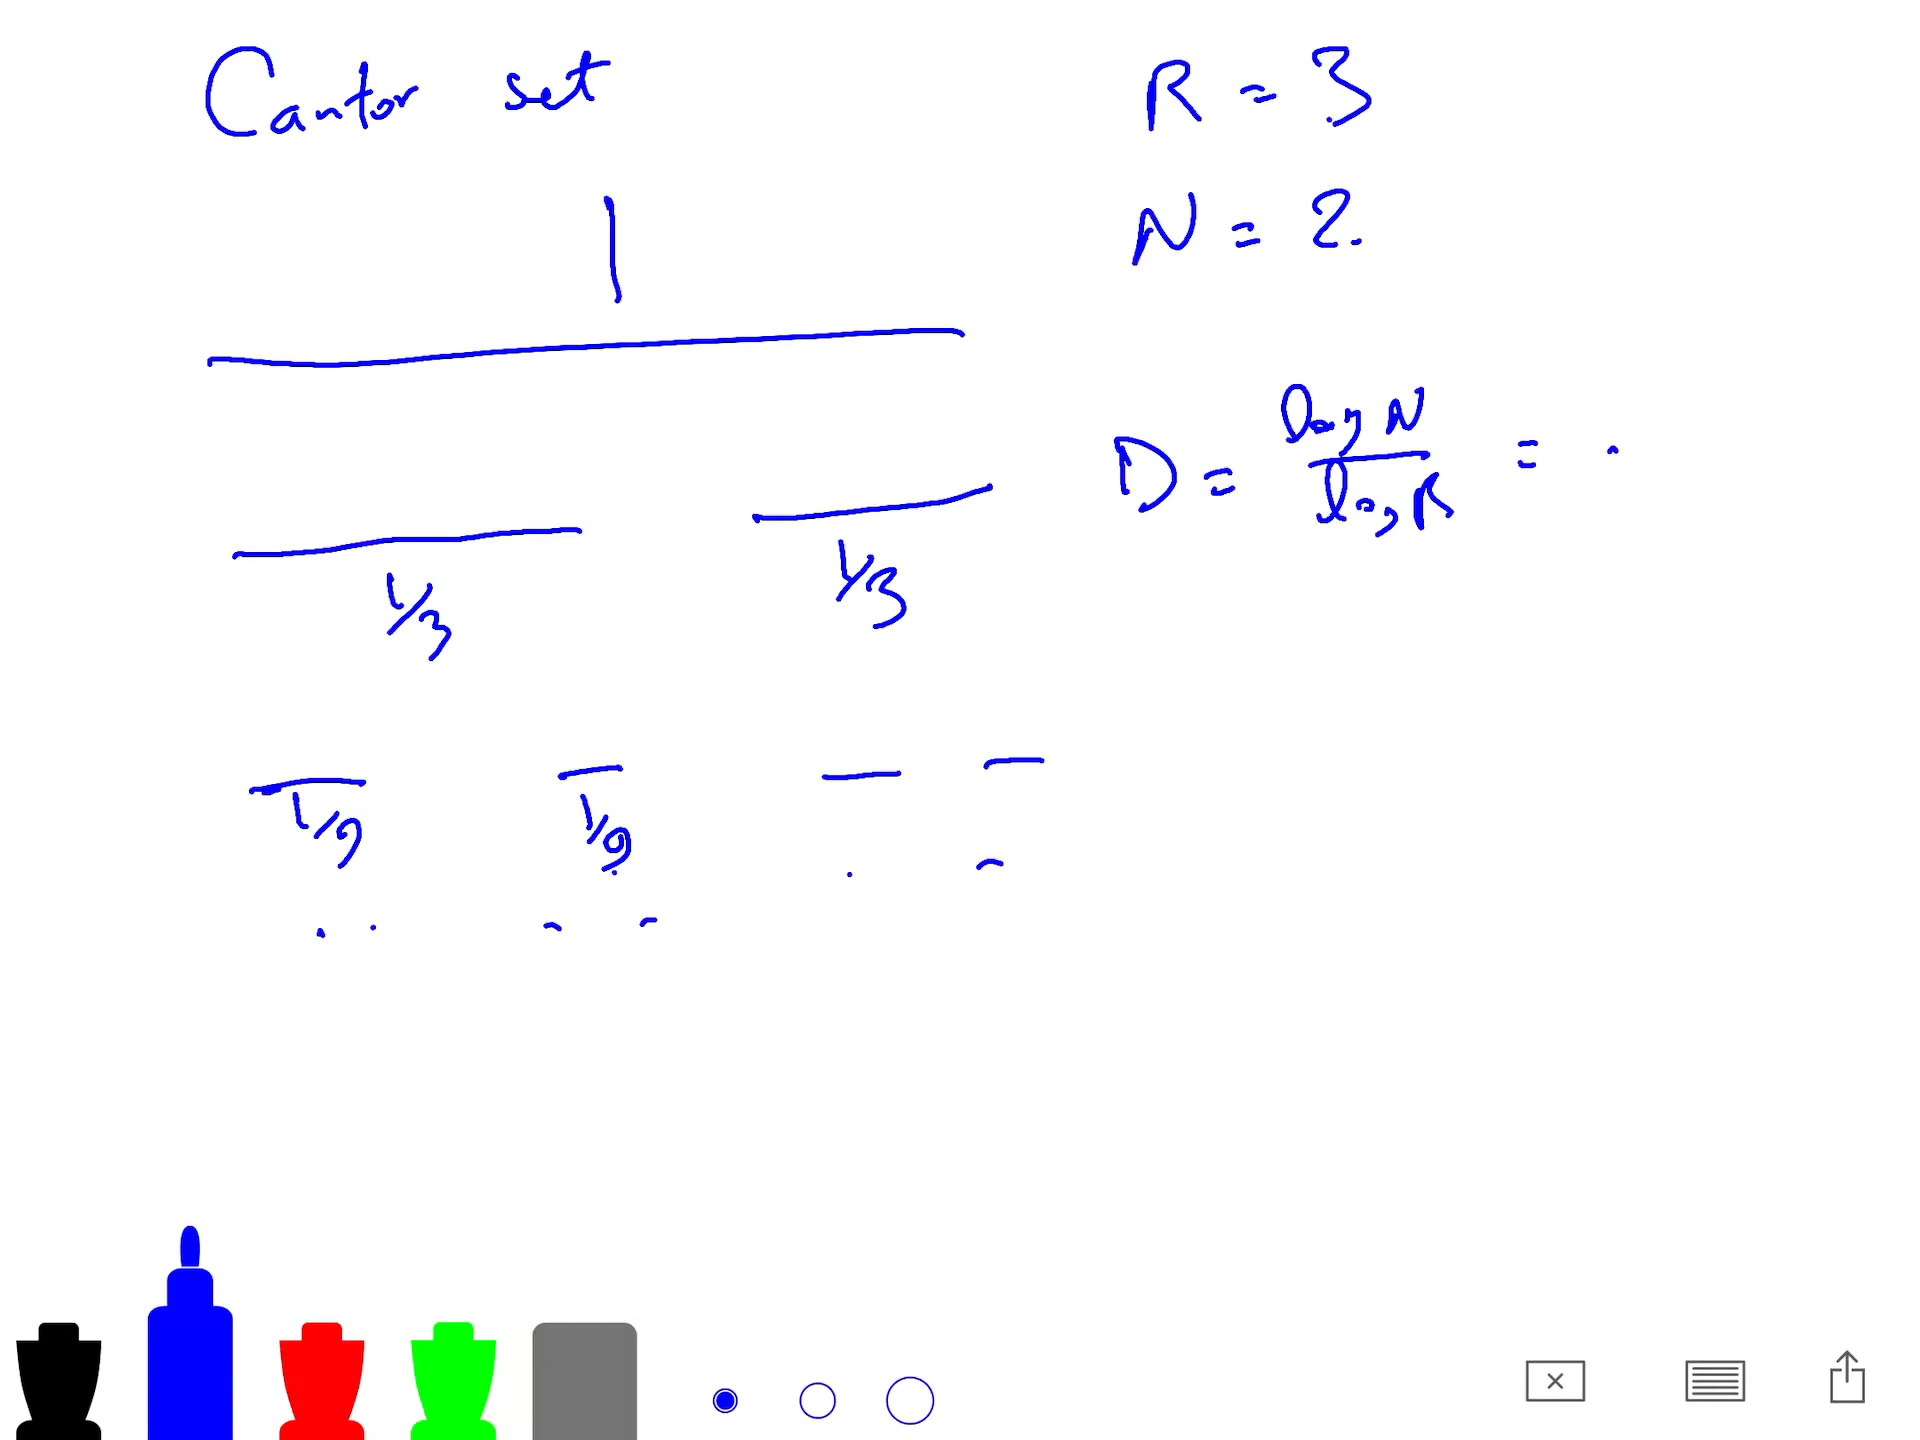 Cantor set
1
1/3 1/3
1/9 1/9
R = 3
N = 2.
D = log N / log R =